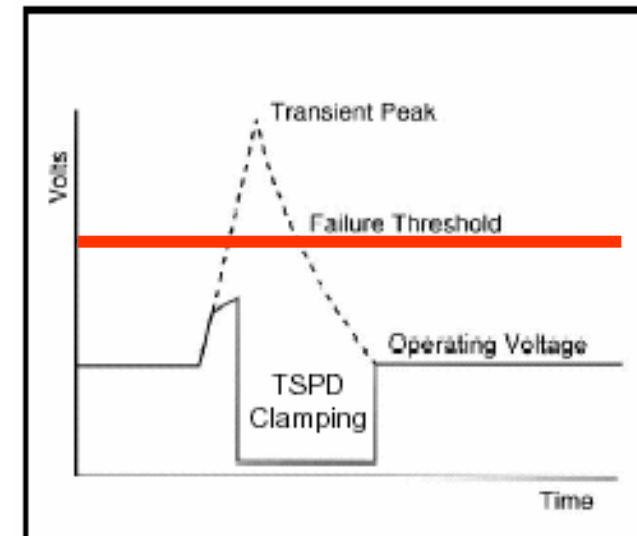 Transient Peak
Volts
Failure Threshold
Operating Voltage
TSPD
Clamping
Time